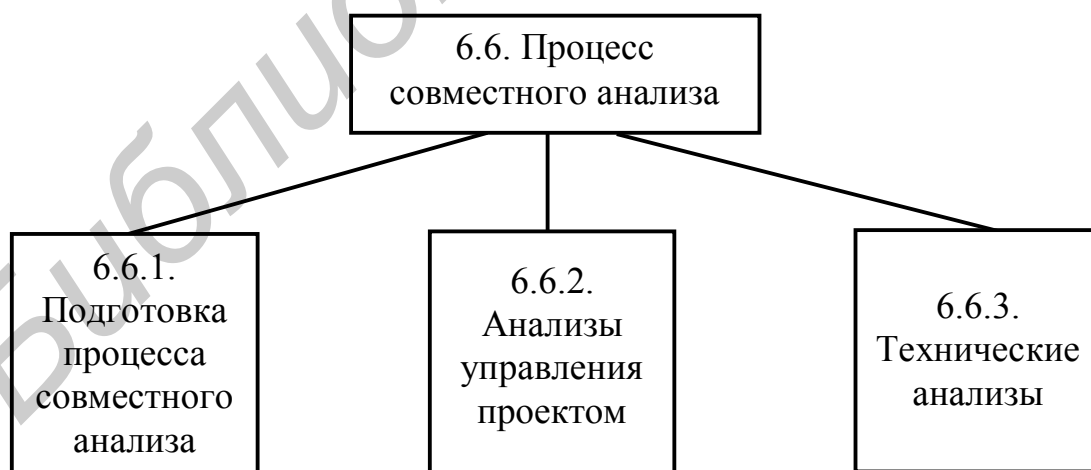 6.6. Процесс
совместного анализа
6.6.1.
Подготовка
процесса
совместного
анализа
6.6.2.
Анализы
управления
проектом
6.6.3.
Технические
анализы